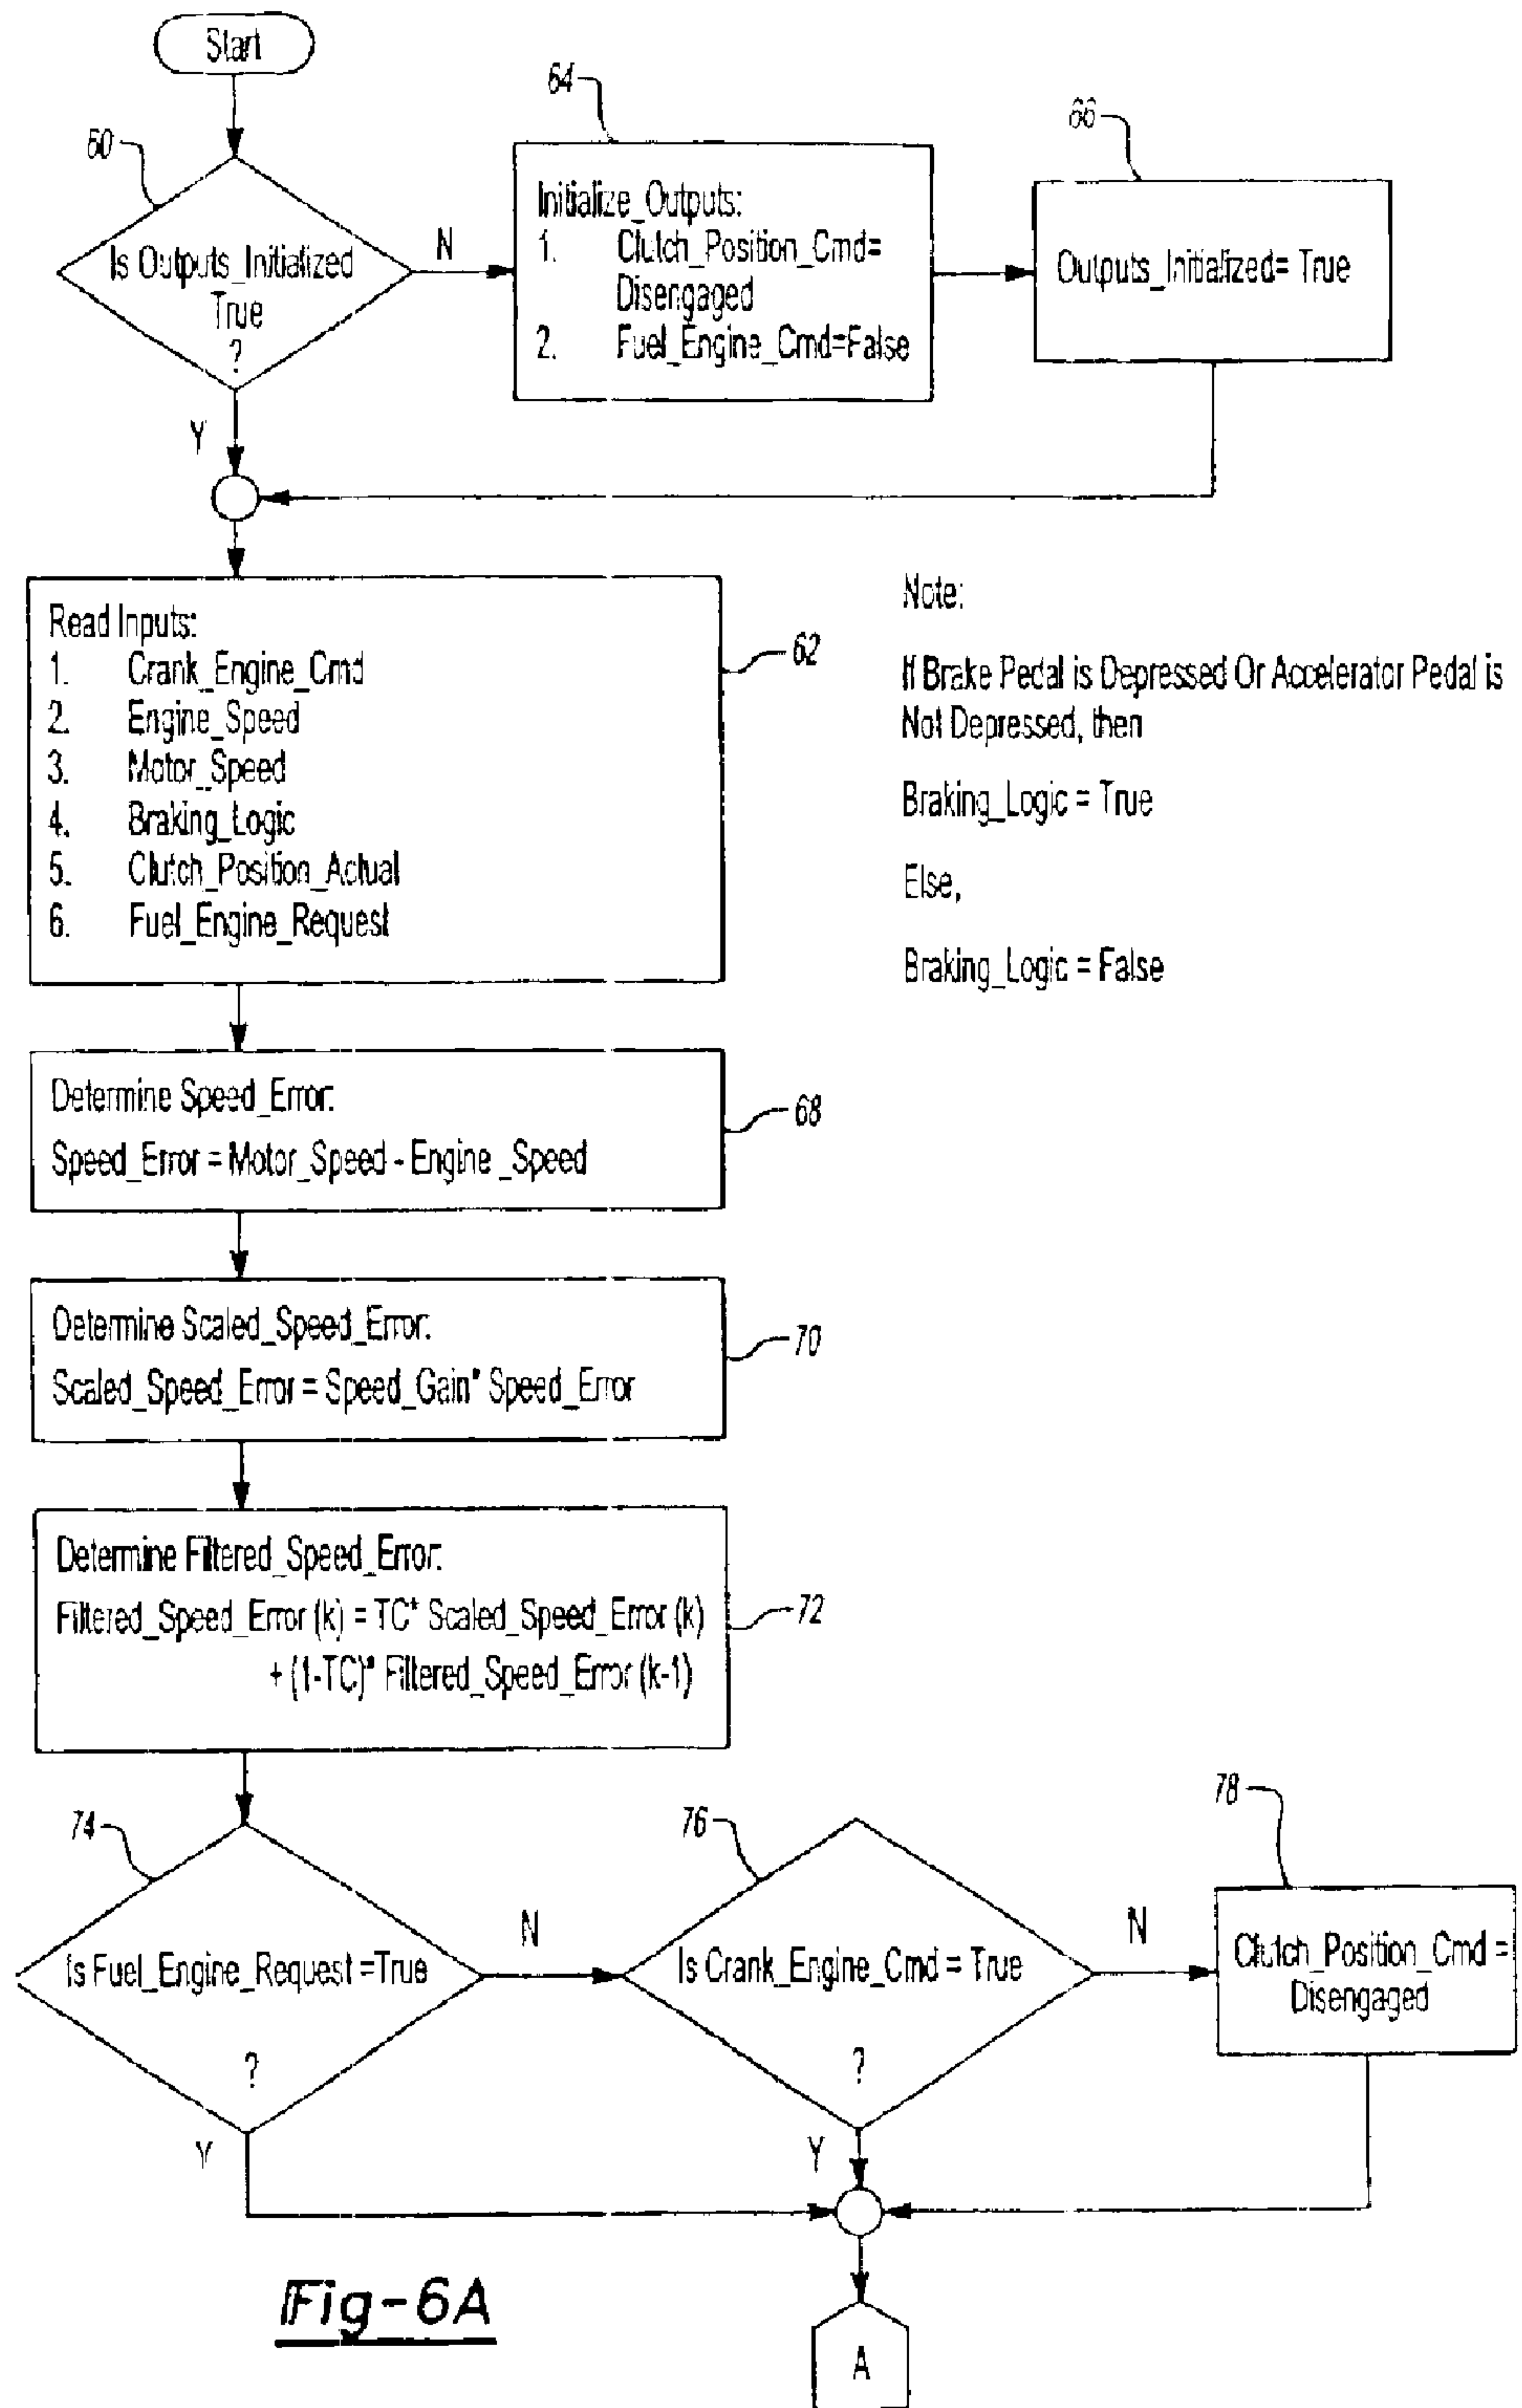 Start
60
Is Outputs_Initialized
True
?
N
Y
64
Initialize_Outputs:
1. Clutch_Position_Cmd=
Disengaged
2. Fuel_Engine_Cmd=False
66
Outputs_Initialized= True
Read Inputs:
1. Crank_Engine_Cmd
2. Engine_Speed
3. Motor_Speed
4. Braking_Logic
5. Clutch_Position_Actual
6. Fuel_Engine_Request
62
Note:
If Brake Pedal is Depressed Or Accelerator Pedal is
Not Depressed, then
Braking_Logic = True
Else,
Braking_Logic = False
Determine Speed_Error:
Speed_Error = Motor_Speed - Engine _Speed
68
Determine Scaled_Speed_Error:
Scaled_Speed_Error = Speed_Gain* Speed_Error
70
Determine Filtered_Speed_Error:
Filtered_Speed_Error (k) = TC* Scaled_Speed_Error (k)
+ (1-TC)* Filtered_Speed_Error (k-1)
72
74
Is Fuel_Engine_Request =True
?
N
Y
76
Is Crank_Engine_Cmd = True
?
N
Y
78
Clutch_Position_Cmd =
Disengaged
Fig-6A
A